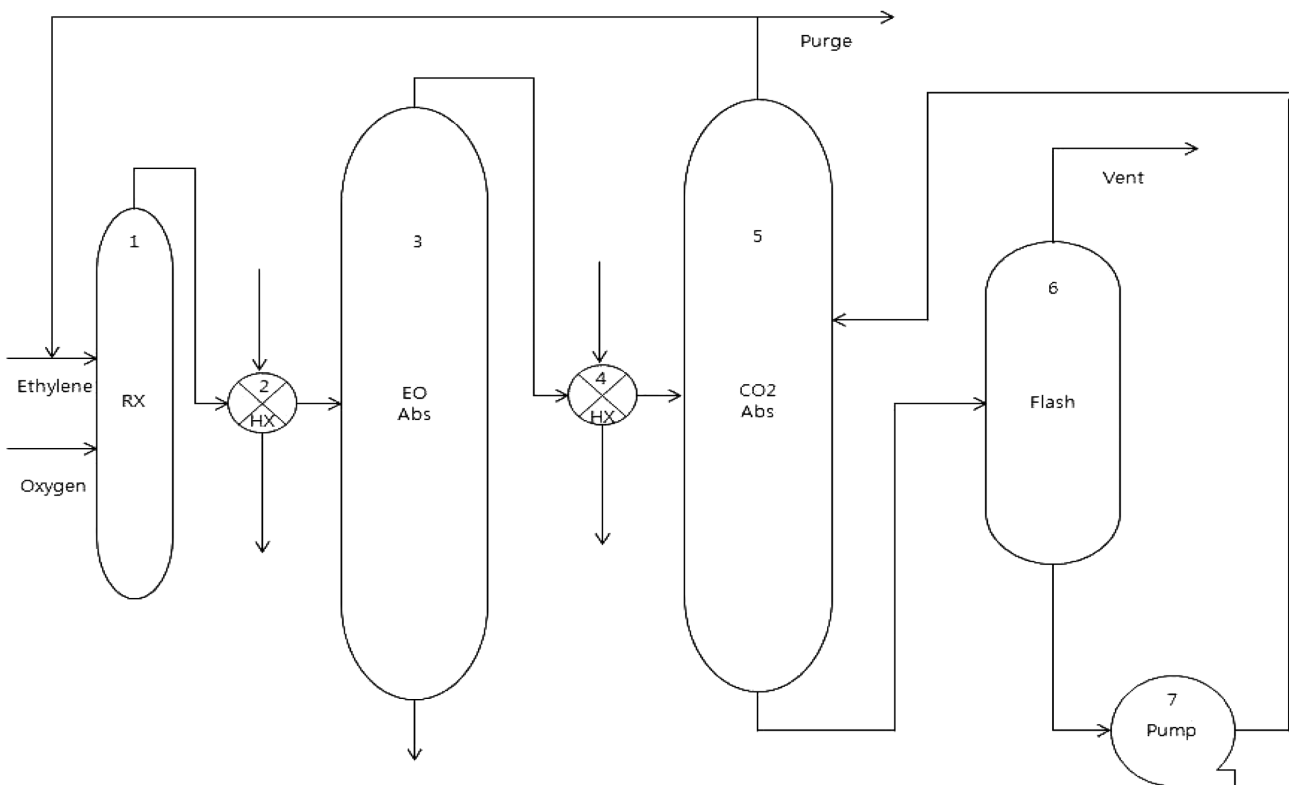 Purge
Vent
1
3
5
6
2
HX
4
HX
Ethylene
RX
EO
Abs
CO2
Abs
Flash
Oxygen
7
Pump